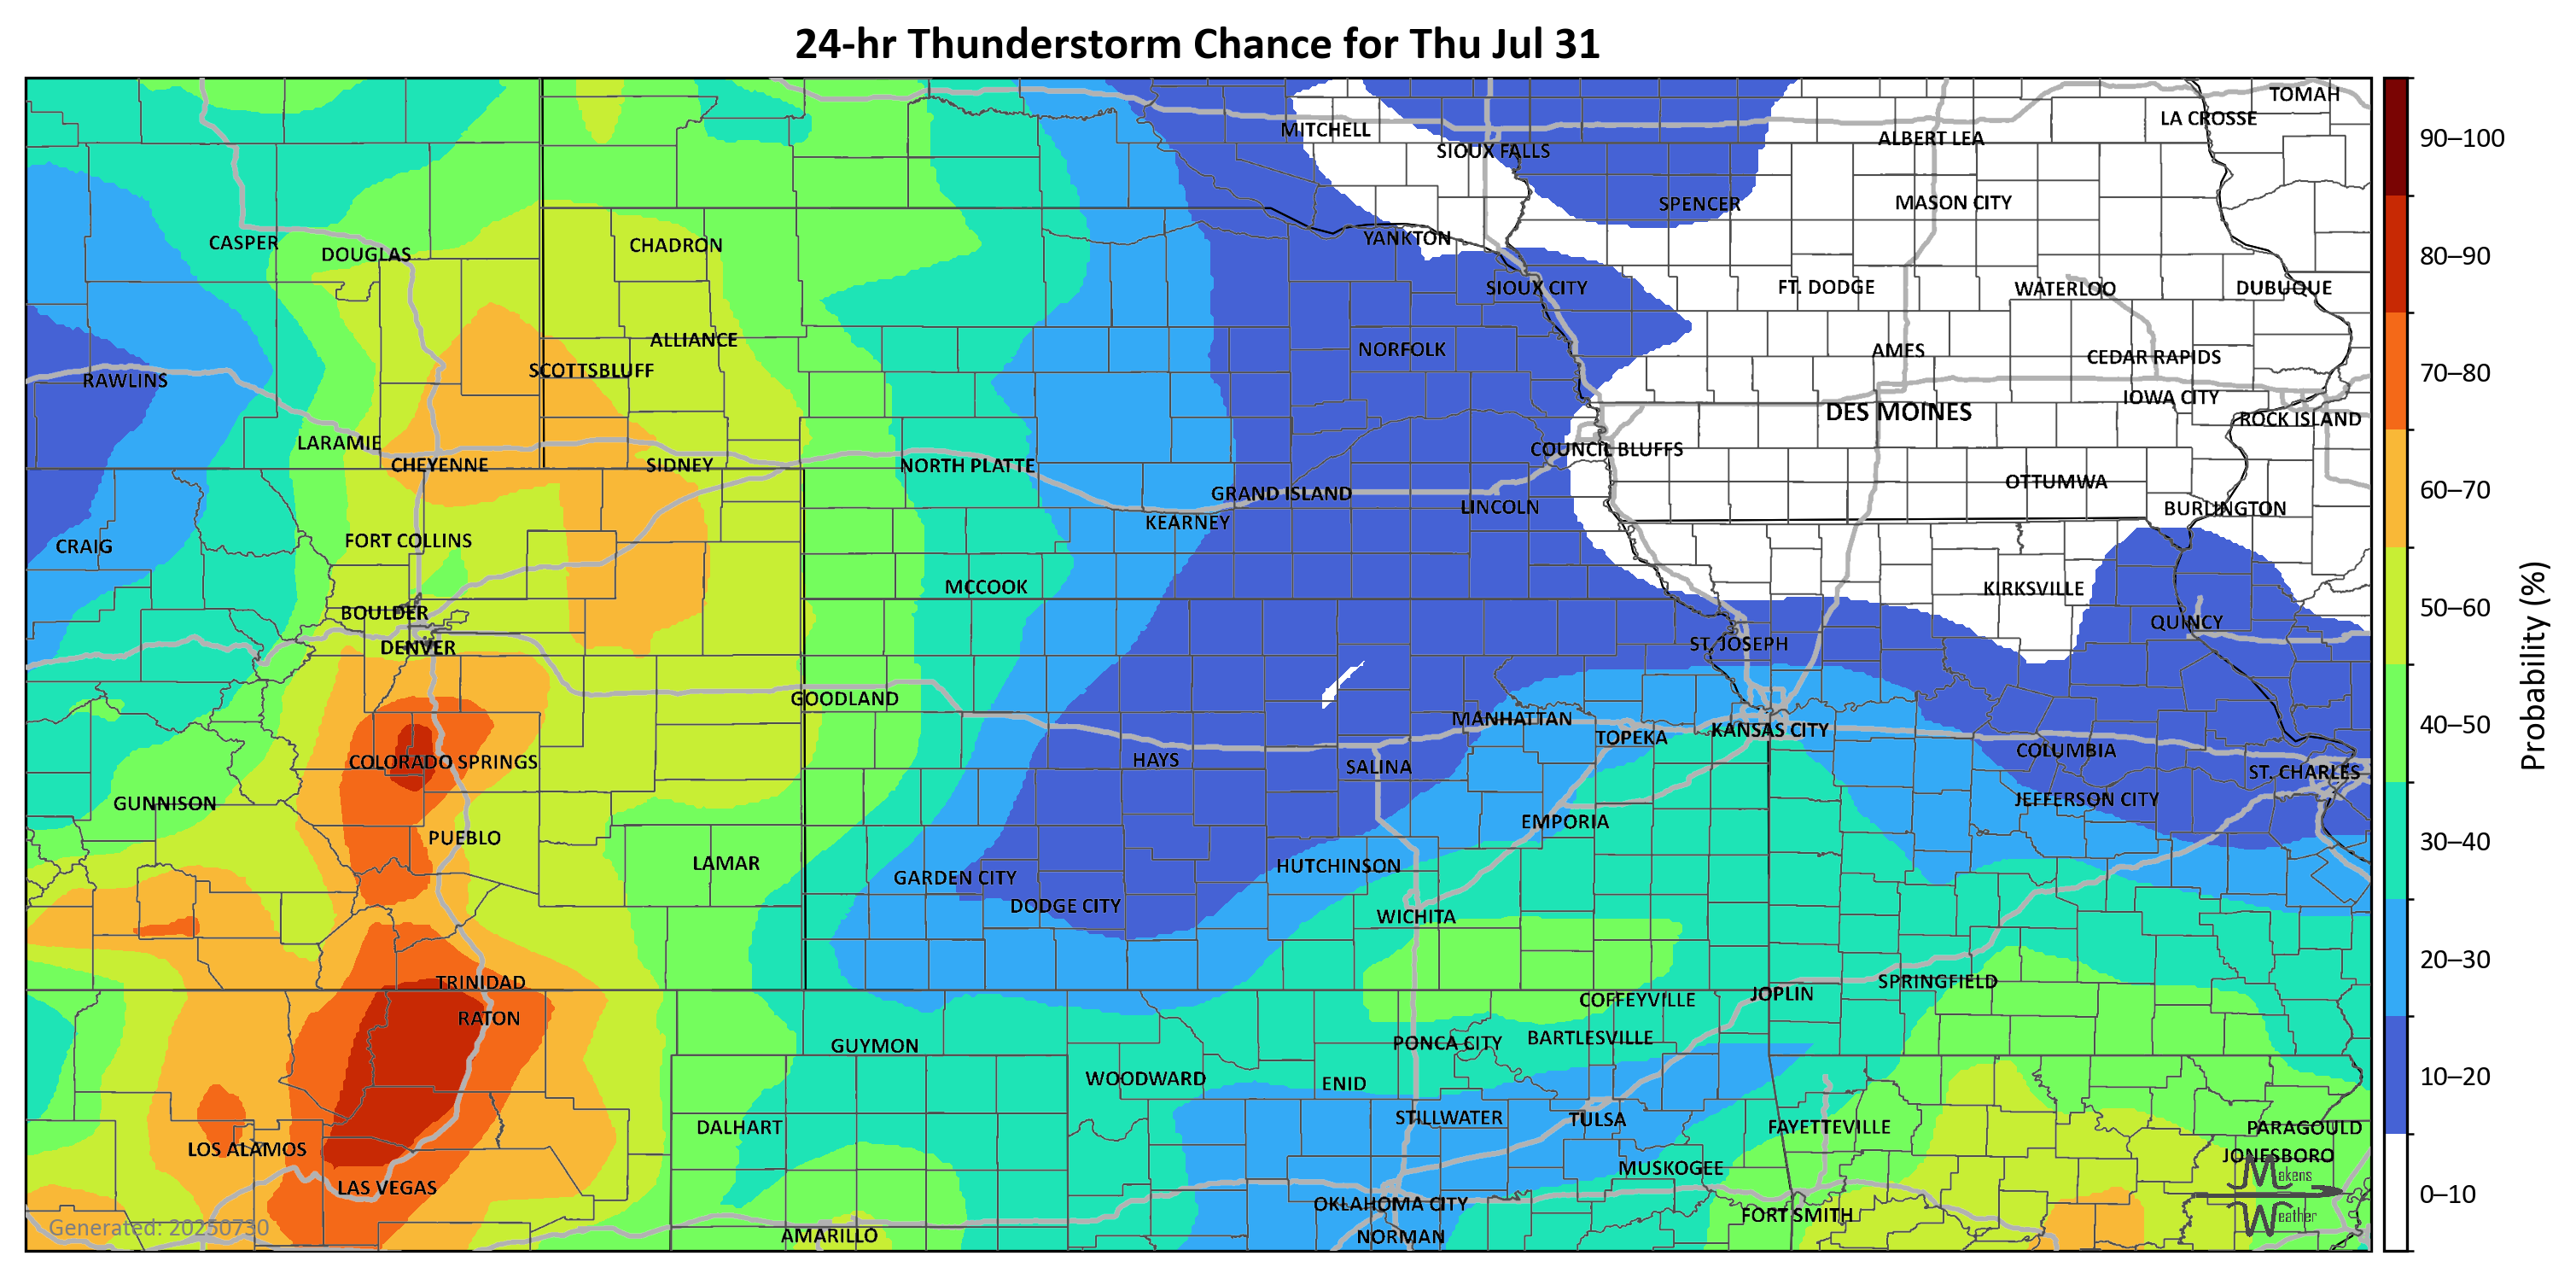 24-hr Thunderstorm Chance for Thu Jul 31
TOMAH
LA CROSSE
MITCHELL
ALBERT LEA
SIOUX FALLS
SPENCER
MASON CITY
CASPER
DOUGLAS
CHADRON
YANKTON
SIOUX CITY
FT. DODGE
WATERLOO
DUBUQUE
ALLIANCE
NORFOLK
AMES
CEDAR RAPIDS
RAWLINS
SCOTTSBLUFF
IOWA CITY
DES MOINES
ROCK ISLAND
LARAMIE
COUNCIL BLUFFS
CHEYENNE
SIDNEY
NORTH PLATTE
OTTUMWA
GRAND ISLAND
LINCOLN
BURLINGTON
KEARNEY
CRAIG
FORT COLLINS
MCCOOK
KIRKSVILLE
BOULDER
QUINCY
DENVER
ST. JOSEPH
GOODLAND
MANHATTAN
KANSAS CITY
TOPEKA
COLUMBIA
COLORADO SPRINGS
HAYS
SALINA
ST. CHARLES
GUNNISON
JEFFERSON CITY
EMPORIA
PUEBLO
LAMAR
HUTCHINSON
GARDEN CITY
DODGE CITY
WICHITA
TRINIDAD
SPRINGFIELD
JOPLIN
COFFEYVILLE
RATON
BARTLESVILLE
PONCA CITY
GUYMON
WOODWARD
ENID
STILLWATER
TULSA
DALHART
FAYETTEVILLE
PARAGOULD
LOS ALAMOS
JONESBORO
MUSKOGEE
LAS VEGAS
OKLAHOMA CITY
FORT SMITH
AMARILLO
NORMAN
Generated: 20250730
Makens
Weather
90–100
80–90
70–80
60–70
50–60
40–50
30–40
20–30
10–20
0–10
Probability (%)